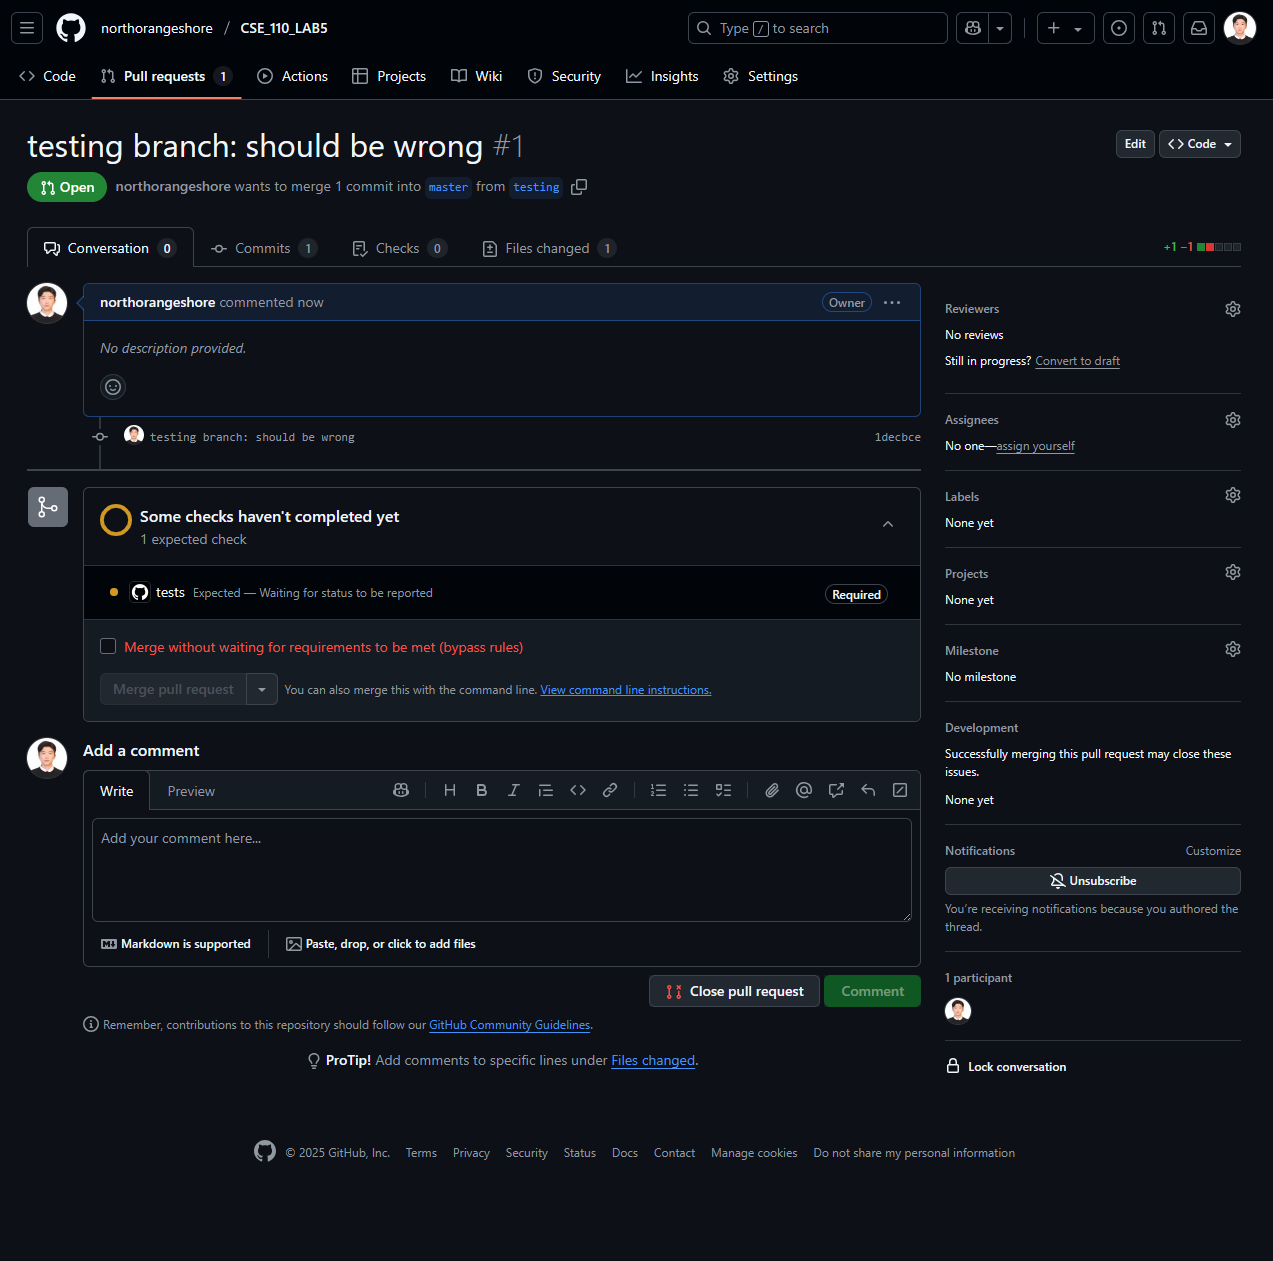 northorangeshore / CSE_110_LAB5
Type / to search
Code
Pull requests 1
Actions
Projects
Wiki
Security
Insights
Settings
testing branch: should be wrong #1
Edit
Code
Open
northorangeshore wants to merge 1 commit into master from testing
Conversation 0
Commits 1
Checks 0
Files changed 1
+1 −1
northorangeshore commented now
Owner
No description provided.
testing branch: should be wrong
1decbce
Some checks haven't completed yet
1 expected check
tests Expected — Waiting for status to be reported
Required
Merge without waiting for requirements to be met (bypass rules)
Merge pull request
You can also merge this with the command line. View command line instructions.
Add a comment
Write
Preview
Add your comment here...
Markdown is supported
Paste, drop, or click to add files
Close pull request
Comment
Remember, contributions to this repository should follow our GitHub Community Guidelines.
ProTip! Add comments to specific lines under Files changed.
Reviewers
No reviews
Still in progress? Convert to draft
Assignees
No one—assign yourself
Labels
None yet
Projects
None yet
Milestone
No milestone
Development
Successfully merging this pull request may close these
issues.
None yet
Notifications
Customize
Unsubscribe
You're receiving notifications because you authored the
thread.
1 participant
Lock conversation
© 2025 GitHub, Inc.
Terms
Privacy
Security
Status
Docs
Contact
Manage cookies
Do not share my personal information